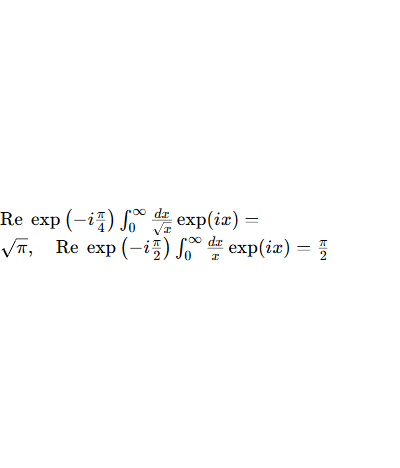 Re exp (−iπ/4) ∫₀^∞ dx/√x exp(ix) =
√π, Re exp (−iπ/2) ∫₀^∞ dx/x exp(ix) = π/2